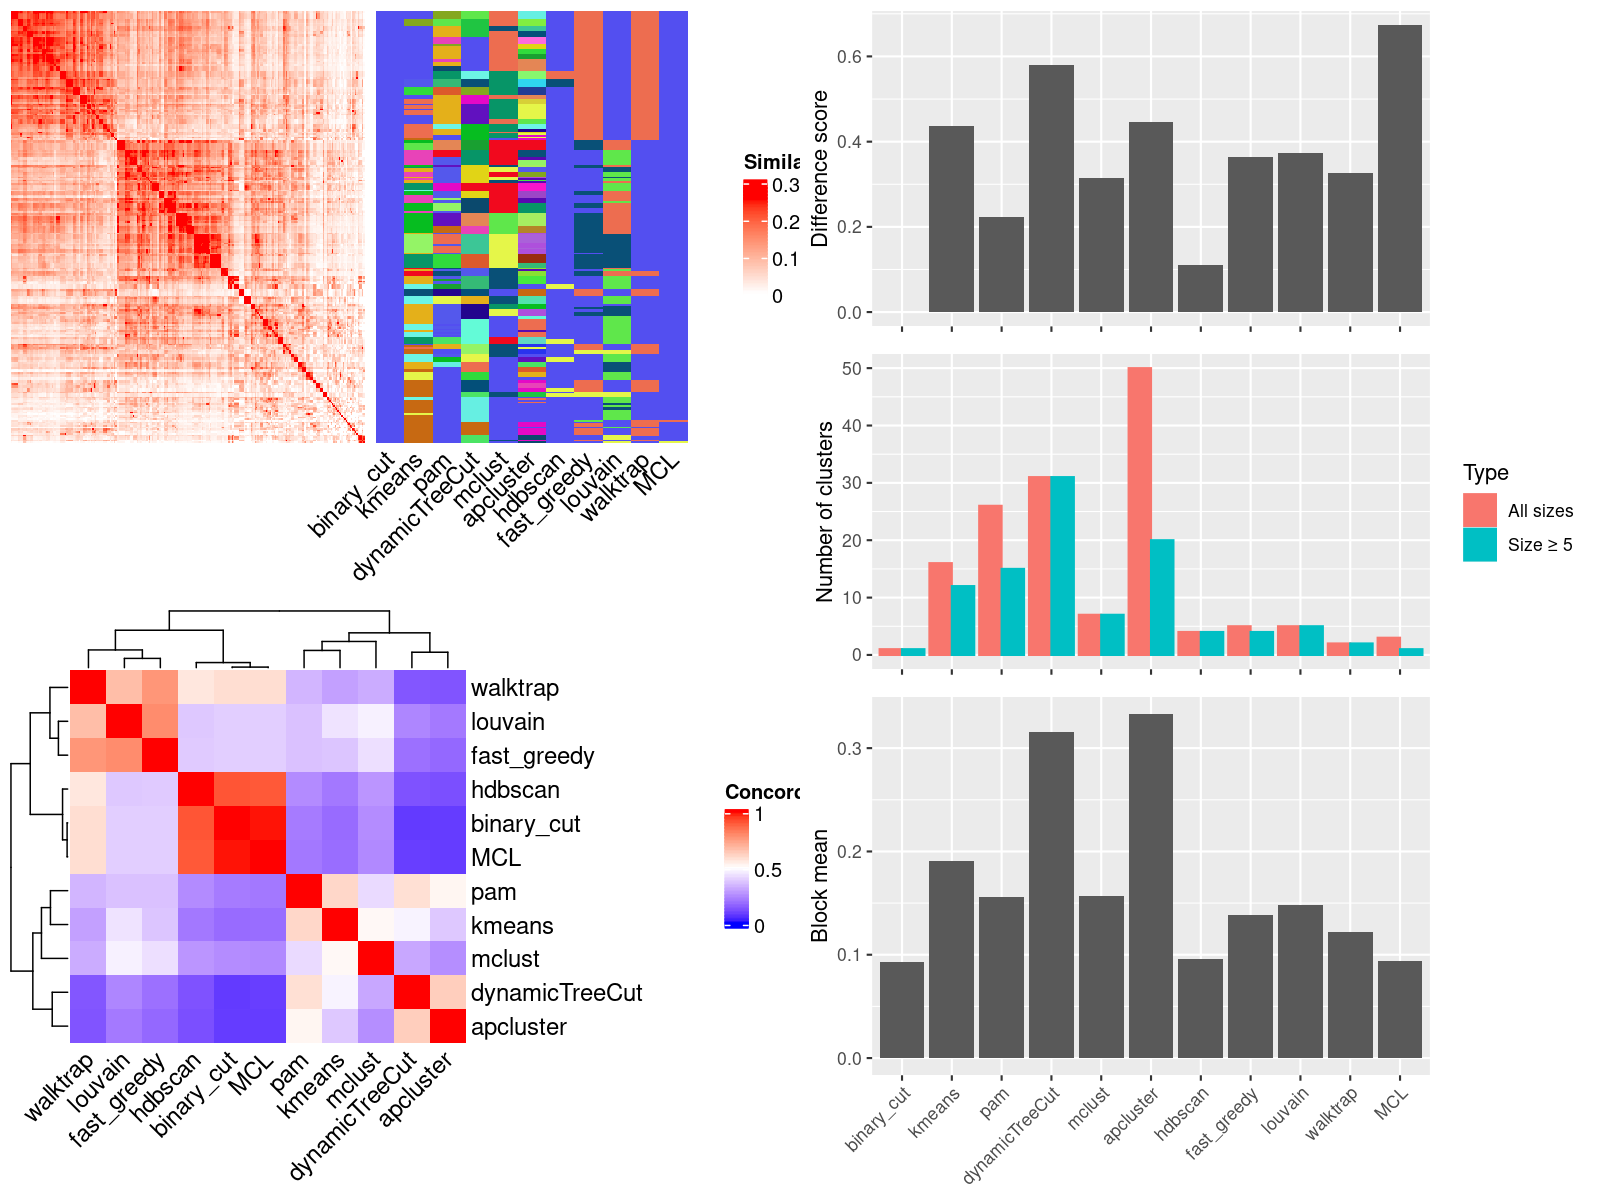 Simila
0.3
0.2
0.1
0
binary_cut
kmeans
pam
dynamicTreeCut
mclust
apcluster
hdbscan
fast_greedy
louvain
walktrap
MCL
walktrap
louvain
fast_greedy
hdbscan
binary_cut
MCL
pam
kmeans
mclust
dynamicTreeCut
apcluster
Concord
1
0.5
0
walktrap
louvain
fast_greedy
hdbscan
binary_cut
MCL
pam
kmeans
mclust
dynamicTreeCut
apcluster
Difference score
0.6
0.4
0.2
0.0
Number of clusters
50
40
30
20
10
0
Type
All sizes
Size ≥ 5
Block mean
0.3
0.2
0.1
0.0
binary_cut
kmeans
pam
dynamicTreeCut
mclust
apcluster
hdbscan
fast_greedy
louvain
walktrap
MCL